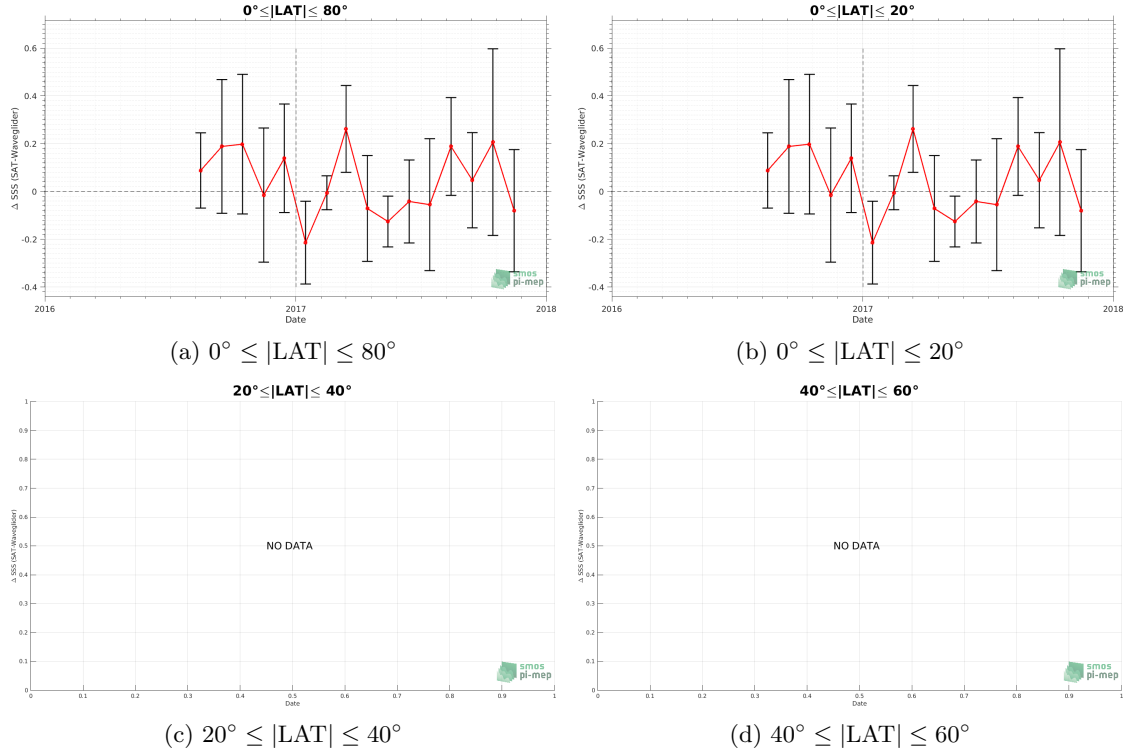 0°≤|LAT|≤ 80°
Δ SSS (SAT-Waveglider)
0.6
0.4
0.2
0
-0.2
-0.4
2016
2017
2018
Date
smos
pi-mep
(a) 0° ≤ |LAT| ≤ 80°
0°≤|LAT|≤ 20°
Δ SSS (SAT-Waveglider)
0.6
0.4
0.2
0
-0.2
-0.4
2016
2017
2018
Date
smos
pi-mep
(b) 0° ≤ |LAT| ≤ 20°
20°≤|LAT|≤ 40°
Δ SSS (SAT-Waveglider)
1
0.9
0.8
0.7
0.6
0.5
0.4
0.3
0.2
0.1
0
NO DATA
0 0.1 0.2 0.3 0.4 0.5 0.6 0.7 0.8 0.9 1
Date
smos
pi-mep
(c) 20° ≤ |LAT| ≤ 40°
40°≤|LAT|≤ 60°
Δ SSS (SAT-Waveglider)
1
0.9
0.8
0.7
0.6
0.5
0.4
0.3
0.2
0.1
0
NO DATA
0 0.1 0.2 0.3 0.4 0.5 0.6 0.7 0.8 0.9 1
Date
smos
pi-mep
(d) 40° ≤ |LAT| ≤ 60°